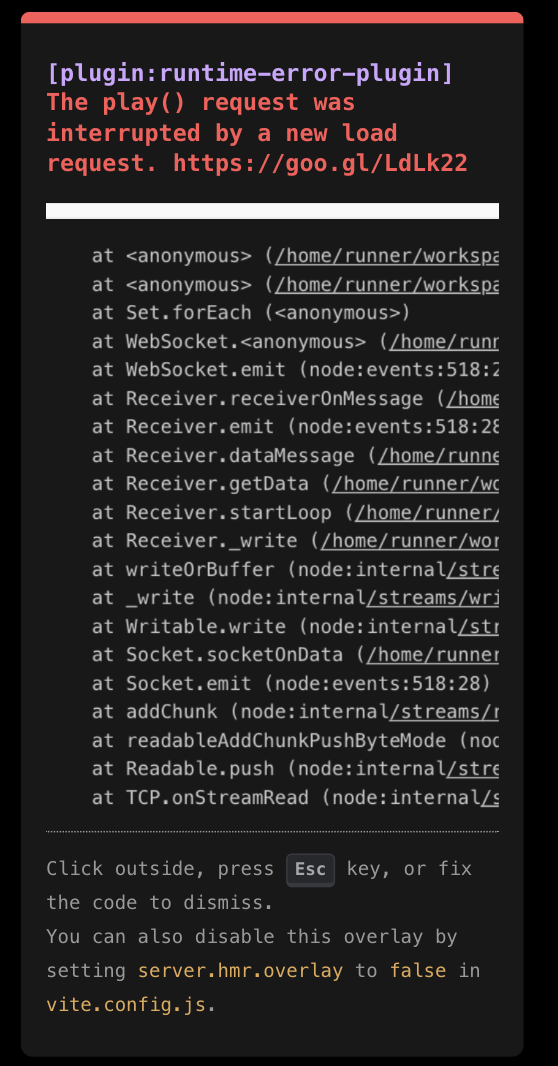 [plugin:runtime-error-plugin]
The play() request was
interrupted by a new load
request. https://goo.gl/LdLk22
at <anonymous> (/home/runner/workspa
at <anonymous> (/home/runner/workspa
at Set.forEach (<anonymous>)
at WebSocket.<anonymous> (/home/runn
at WebSocket.emit (node:events:518:2
at Receiver.receiverOnMessage (/home
at Receiver.emit (node:events:518:28
at Receiver.dataMessage (/home/runne
at Receiver.getData (/home/runner/wo
at Receiver.startLoop (/home/runner/
at Receiver._write (/home/runner/wor
at writeOrBuffer (node:internal/stre
at _write (node:internal/streams/wri
at Writable.write (node:internal/str
at Socket.socketOnData (/home/runner
at Socket.emit (node:events:518:28)
at addChunk (node:internal/streams/r
at readableAddChunkPushByteMode (nod
at Readable.push (node:internal/stre
at TCP.onStreamRead (node:internal/s
Click outside, press Esc key, or fix
the code to dismiss.
You can also disable this overlay by
setting server.hmr.overlay to false in
vite.config.js.